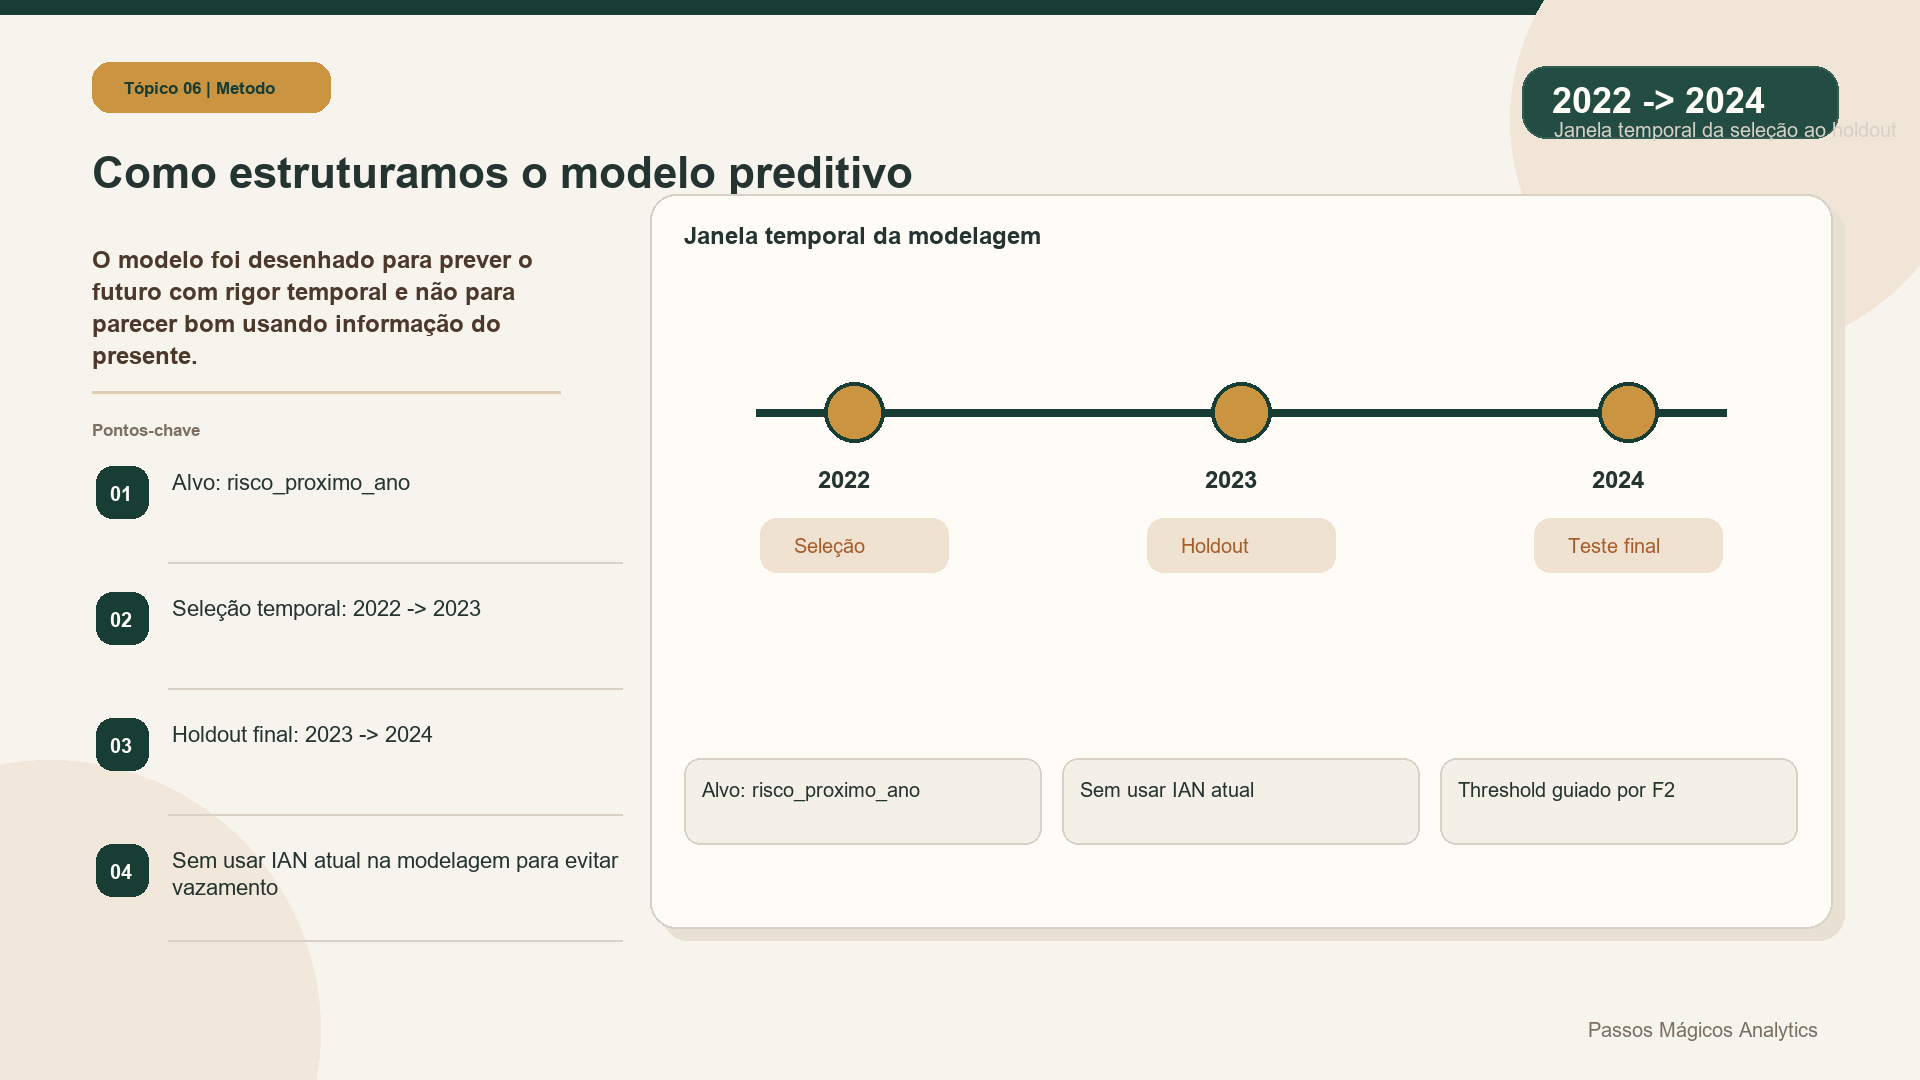 Tópico 06 | Metodo
2022 -> 2024
Janela temporal da seleção ao holdout
Como estruturamos o modelo preditivo
O modelo foi desenhado para prever o
futuro com rigor temporal e não para
parecer bom usando informação do
presente.
Pontos-chave
01
Alvo: risco_proximo_ano
02
Seleção temporal: 2022 -> 2023
03
Holdout final: 2023 -> 2024
04
Sem usar IAN atual na modelagem para evitar
vazamento
Janela temporal da modelagem
2022
2023
2024
Seleção
Holdout
Teste final
Alvo: risco_proximo_ano
Sem usar IAN atual
Threshold guiado por F2
Passos Mágicos Analytics